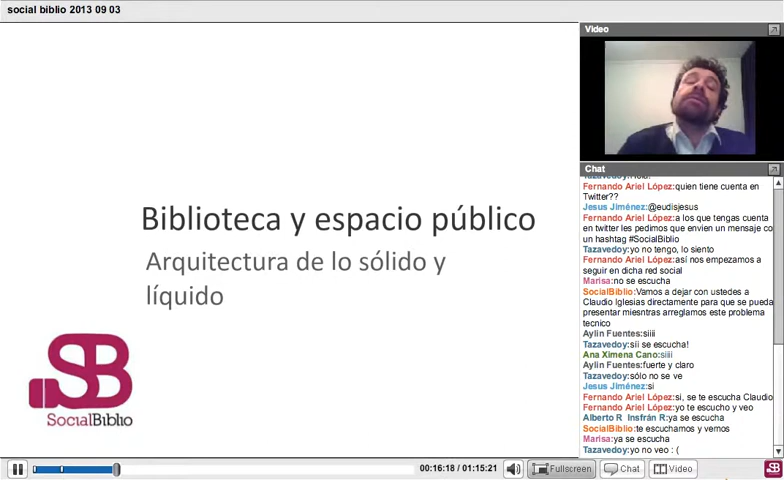 social biblio 2013 09 03
Biblioteca y espacio público
Arquitectura de lo sólido y
líquido
SB
SocialBiblio
Video
Chat
Fernando Ariel López:quien tiene cuenta en
Twitter??
Jesus Jiménez:@eudisjesus
Fernando Ariel López:a los que tengas cuenta
en twitter les pedimos que envien un mensaje co
un hashtag #SocialBiblio
Tazavedoy:yo no tengo, lo siento
Fernando Ariel López:así nos empezamos a
seguir en dicha red social
Marisa:no se escucha
SocialBiblio:Vamos a dejar con ustedes a
Claudio Iglesias directamente para que se pueda
presentar miesntras arreglamos este problema
tecnico
Aylin Fuentes:siiii
Tazavedoy:síi se escucha!
Ana Ximena Cano:siiii
Aylin Fuentes:fuerte y claro
Tazavedoy:sólo no se ve
Jesus Jiménez:si
Fernando Ariel López:si, se te escucha Claudio
Fernando Ariel López:yo te escucho y veo
Alberto R Insfrán R:ya se escucha
SocialBiblio:te escuchamos y vemos
Marisa:ya se escucha
Tazavedoy:yo no veo : (
00:16:18 / 01:15:21
Fullscreen
Chat
Video